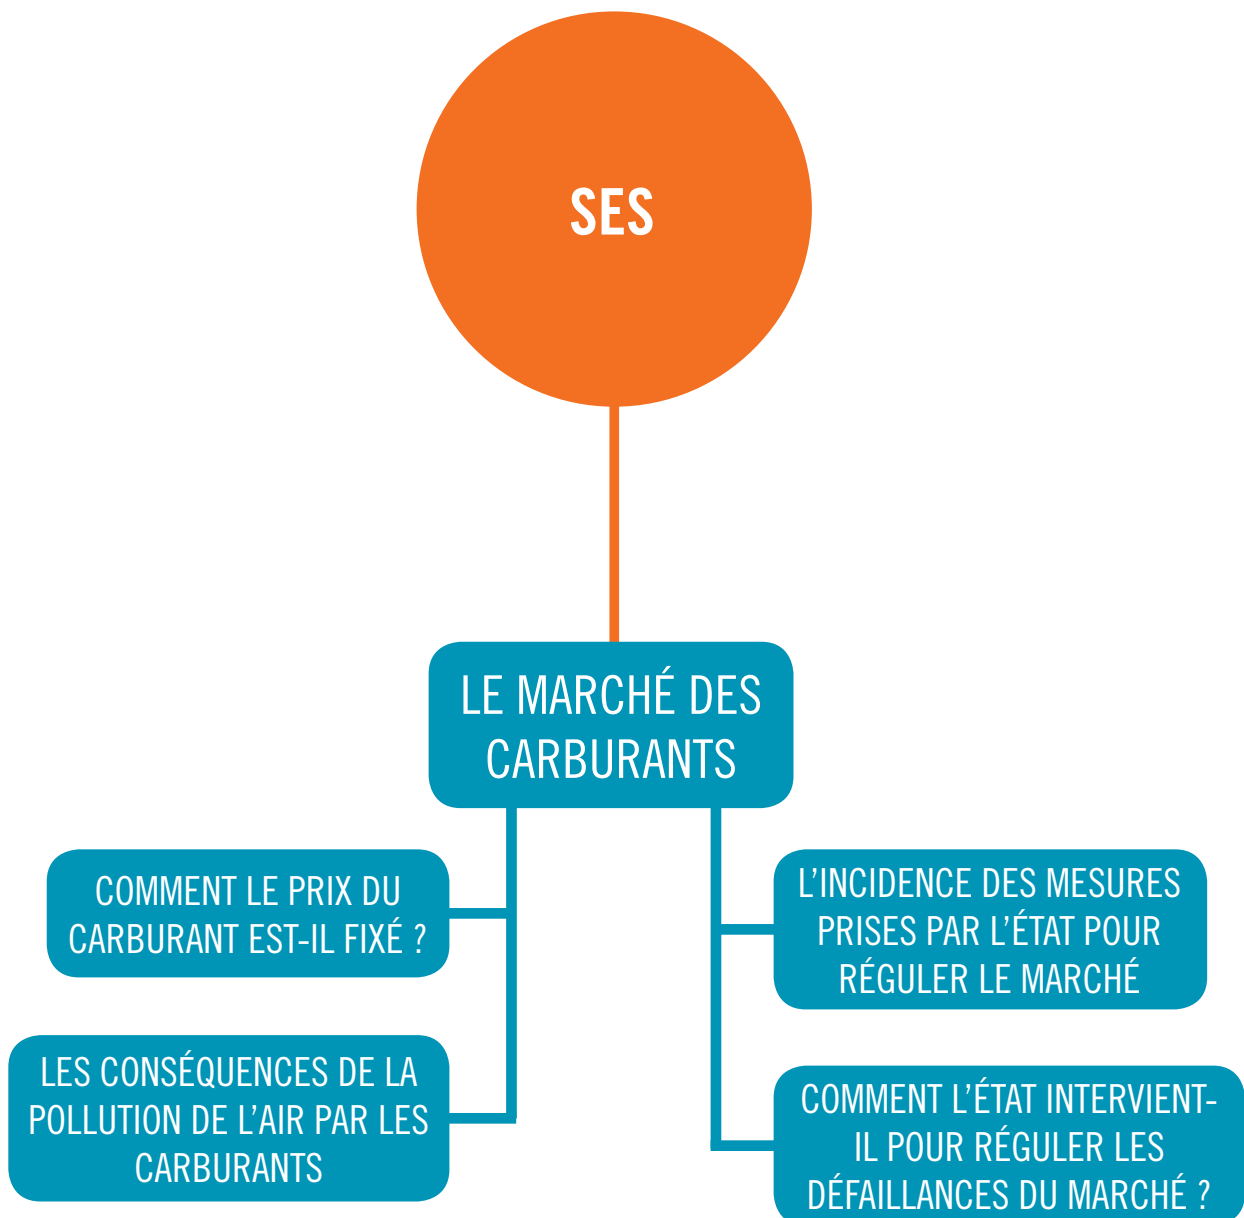 SES
LE MARCHÉ DES
CARBURANTS
COMMENT LE PRIX DU
CARBURANT EST-IL FIXÉ ?
LES CONSÉQUENCES DE LA
POLLUTION DE L’AIR PAR LES
CARBURANTS
L’INCIDENCE DES MESURES
PRISES PAR L’ÉTAT POUR
RÉGULER LE MARCHÉ
COMMENT L’ÉTAT INTERVIENT-
IL POUR RÉGULER LES
DÉFAILLANCES DU MARCHÉ ?